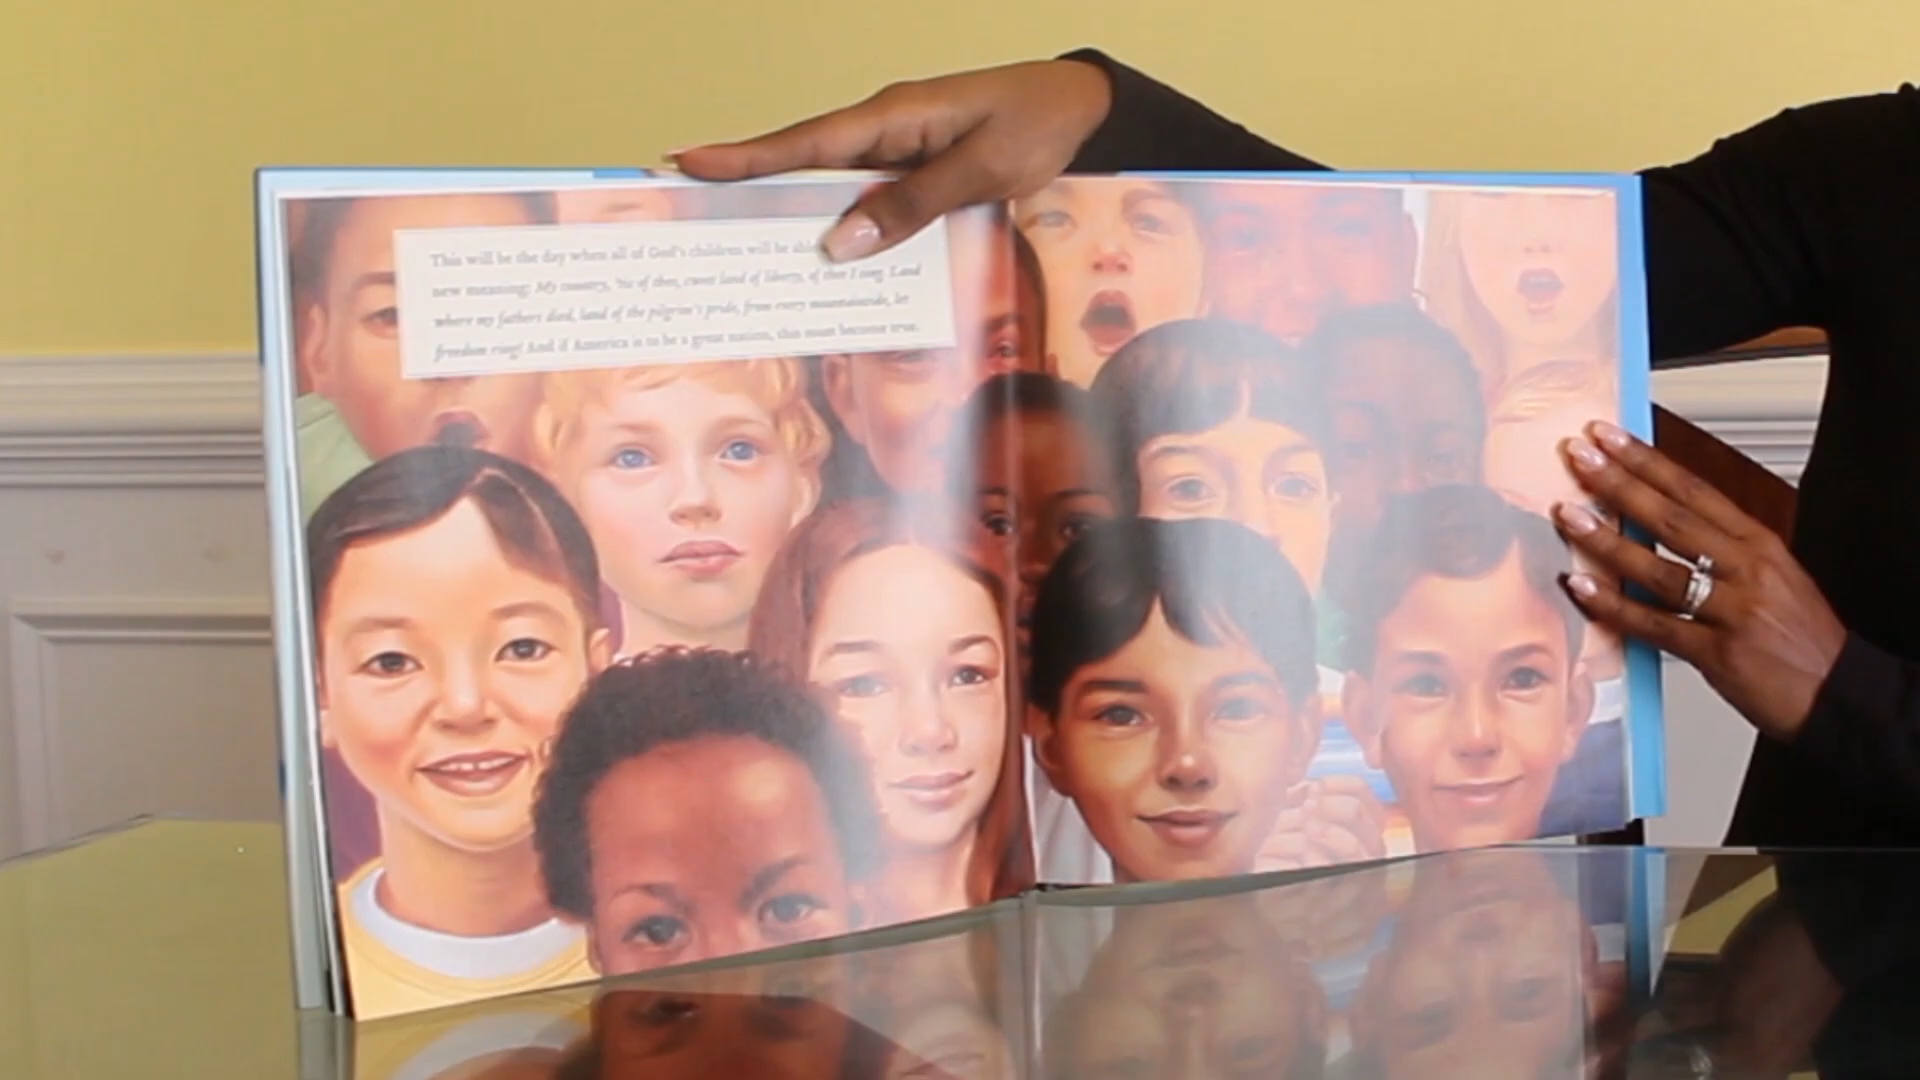 This will be the day when all of God's children will be able
new meaning: My country, 'tis of thee, sweet land of liberty, of thee I sing. Land
where my fathers died, land of the pilgrim's pride, from every mountainside, let
freedom ring! And if America is to be a great nation, this must become true.